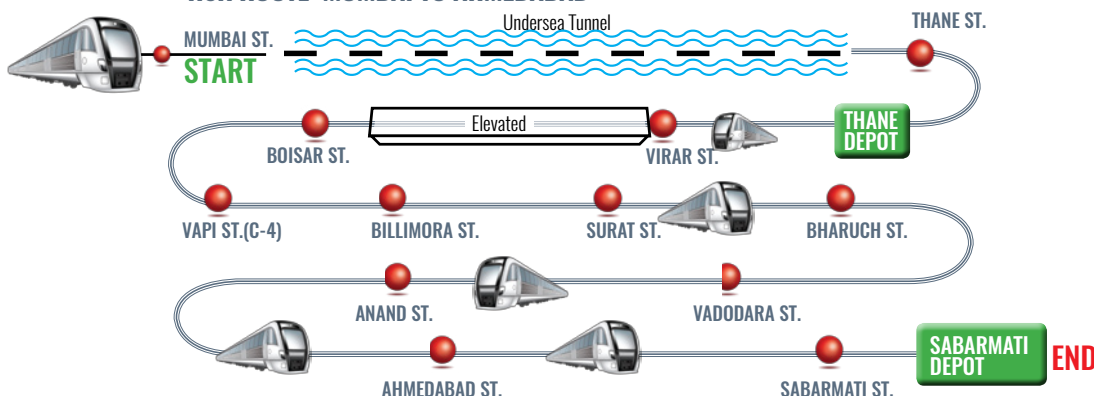 Undersea Tunnel
THANE ST.
MUMBAI ST.
START
Elevated
THANE
DEPOT
BOISAR ST.
VIRAR ST.
VAPI ST.(C-4)
BILLIMORA ST.
SURAT ST.
BHARUCH ST.
ANAND ST.
VADODARA ST.
SABARMATI
DEPOT
END
AHMEDABAD ST.
SABARMATI ST.